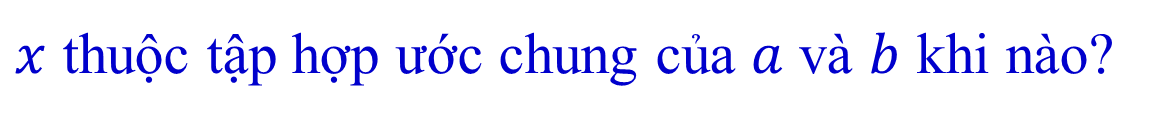 x thuộc tập hợp ước chung của a và b khi nào?